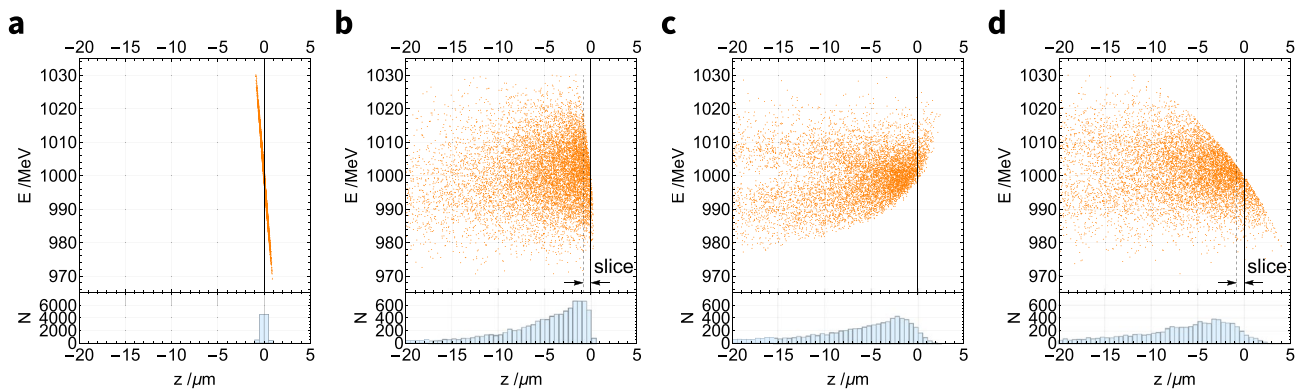 a b c d
−20 −15 −10 −5 0 5 −20 −15 −10 −5 0 5 −20 −15 −10 −5 0 5 −20 −15 −10 −5 0 5
1030 1030 1030 1030
1020 1020 1020 1020
1010 1010 1010 1010
1000 1000 1000 1000
990 990 990 990
980 980 980 980
970 970 970 970
E /MeV E /MeV E /MeV E /MeV
slice slice
6000 600 600 600
4000 400 400 400
2000 200 200 200
0 0 0 0
N N N N
−20 −15 −10 −5 0 5 −20 −15 −10 −5 0 5 −20 −15 −10 −5 0 5 −20 −15 −10 −5 0 5
z /μm z /μm z /μm z /μm